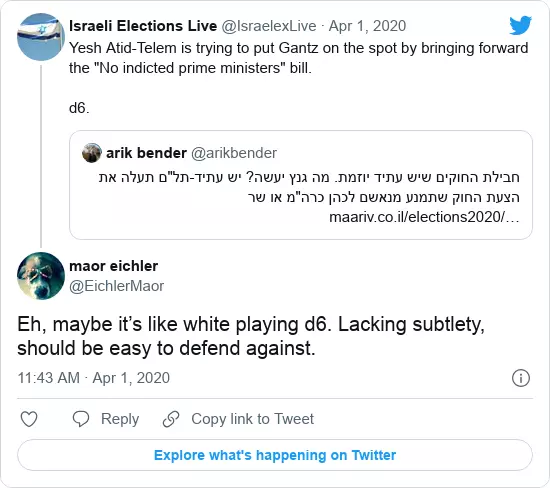 Israeli Elections Live @IsraelexLive · Apr 1, 2020
Yesh Atid-Telem is trying to put Gantz on the spot by bringing forward
the "No indicted prime ministers" bill.
d6.
arik bender @arikbender
חבילת החוקים שיש עתיד יוזמת. מה גנץ יעשה? יש עתיד-תל"ם תעלה את
הצעת החוק שתמנע מנאשם לכהן כרה"מ או שר
maariv.co.il/elections2020/…
maor eichler
@EichlerMaor
Eh, maybe it’s like white playing d6. Lacking subtlety,
should be easy to defend against.
11:43 AM · Apr 1, 2020
Reply
Copy link to Tweet
Explore what's happening on Twitter